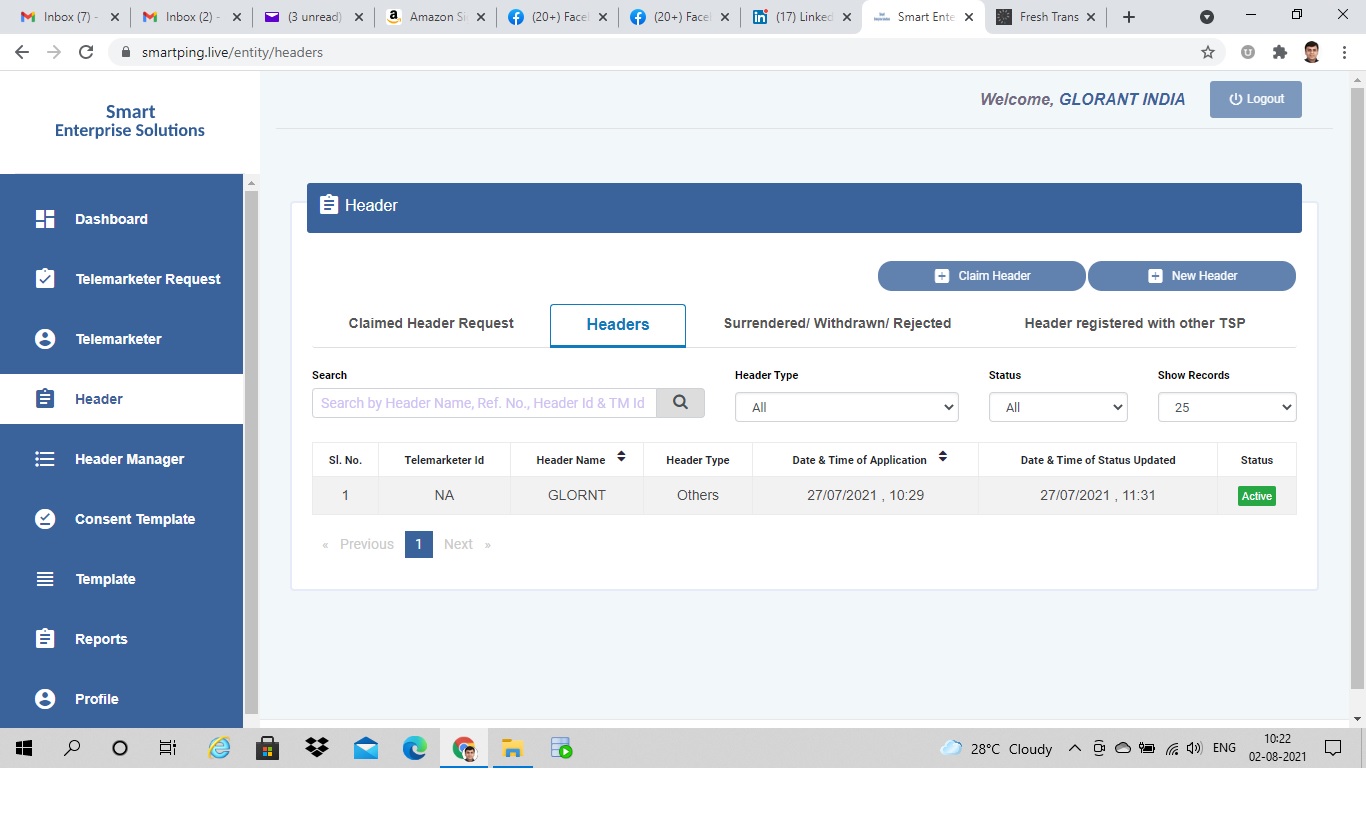 Inbox (7) -
Inbox (2) -
(3 unread)
Amazon Si
(20+) Face
(20+) Face
(17) Linked
Smart Ente
Fresh Trans
smartping.live/entity/headers
Smart
Enterprise Solutions
Welcome, GLORANT INDIA
Logout
Dashboard
Telemarketer Request
Telemarketer
Header
Header Manager
Consent Template
Template
Reports
Profile
Header
Claim Header
New Header
Claimed Header Request
Headers
Surrendered/ Withdrawn/ Rejected
Header registered with other TSP
Search
Header Type
Status
Show Records
Search by Header Name, Ref. No., Header Id & TM Id
All
All
25
Sl. No. Telemarketer Id Header Name Header Type Date & Time of Application Date & Time of Status Updated Status
1 NA GLORNT Others 27/07/2021 , 10:29 27/07/2021 , 11:31 Active
« Previous 1 Next »
28°C Cloudy
ENG
10:22
02-08-2021